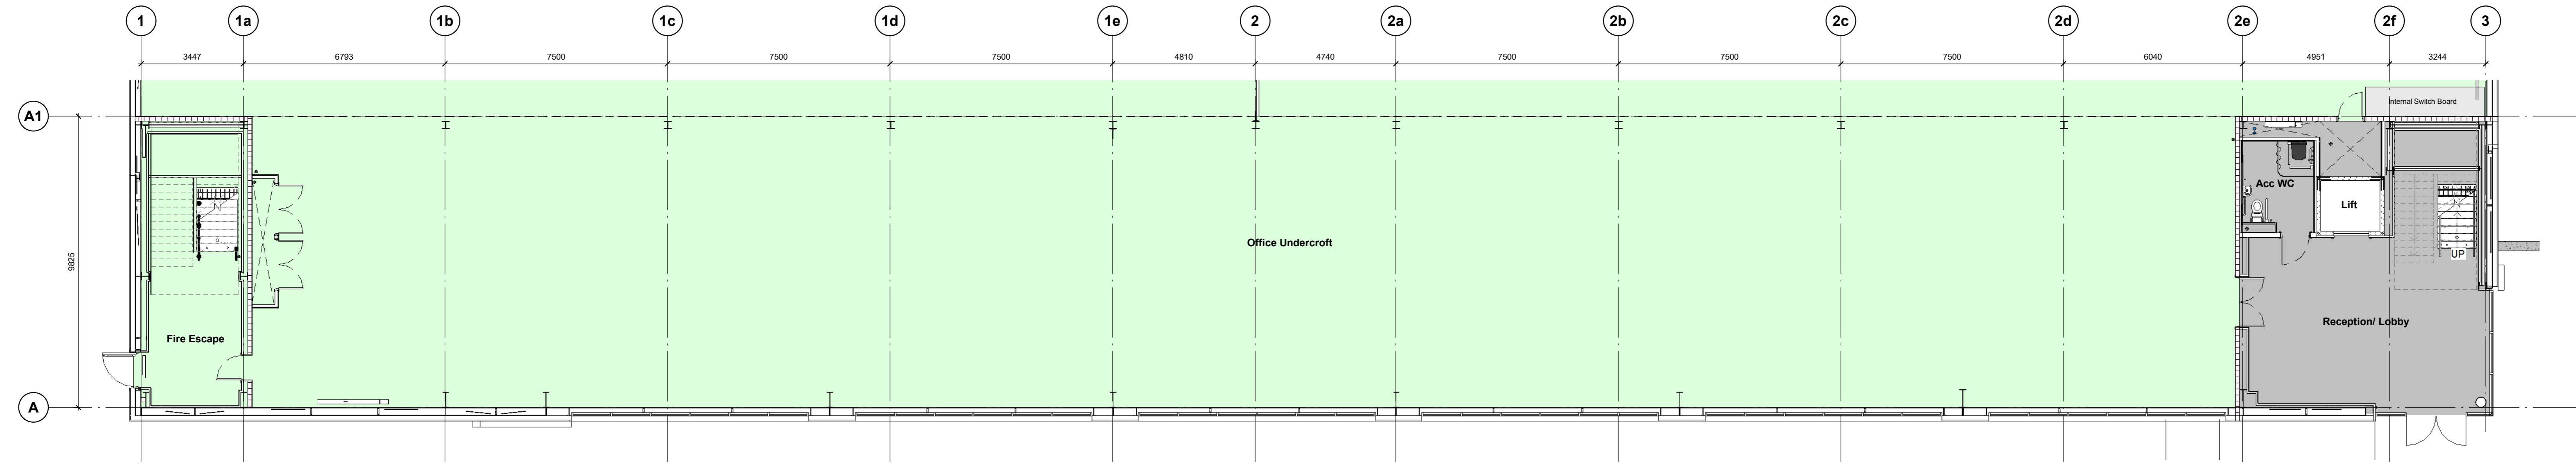 1 1a 1b 1c 1d 1e 2 2a 2b 2c 2d 2e 2f 3
3447 6793 7500 7500 7500 4810 4740 7500 7500 7500 6040 4951 3244
A1
Internal Switch Board
Acc WC
Lift
Office Undercroft
UP
9825
Reception/ Lobby
Fire Escape
A